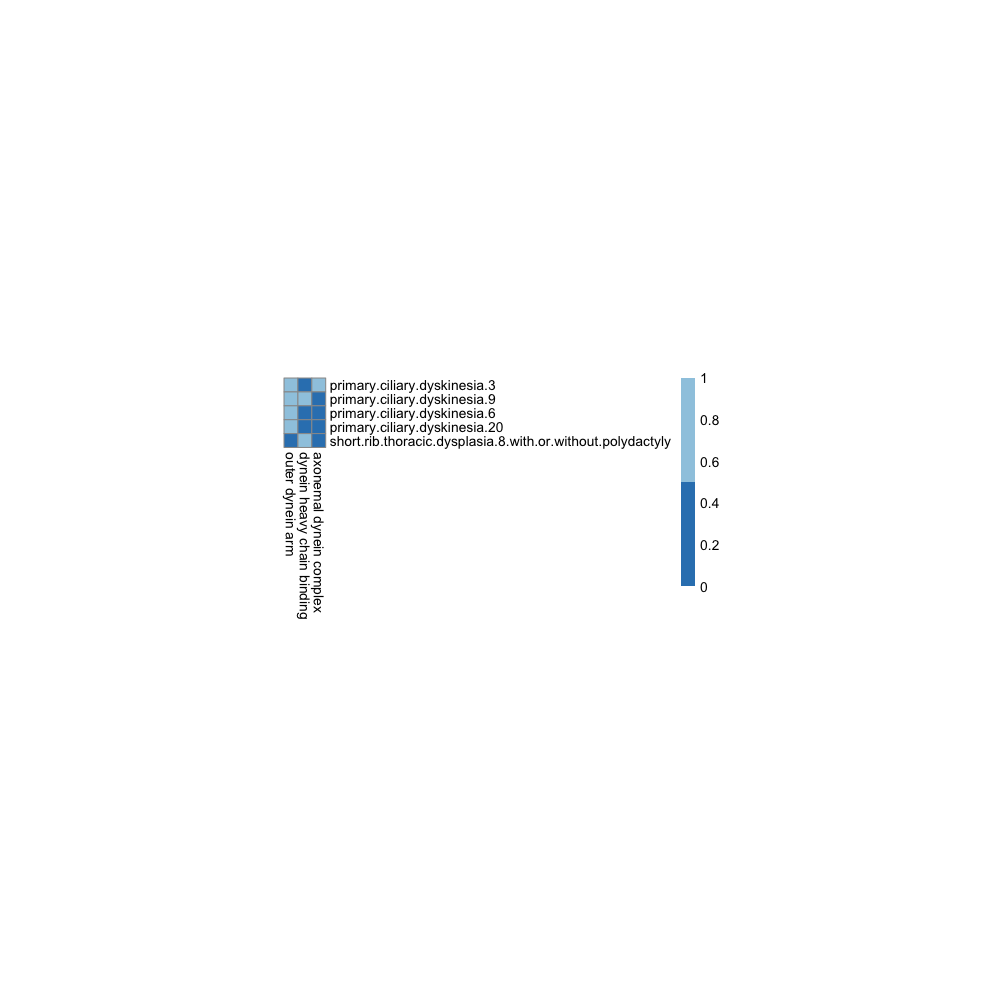 primary.ciliary.dyskinesia.3
primary.ciliary.dyskinesia.9
primary.ciliary.dyskinesia.6
primary.ciliary.dyskinesia.20
short.rib.thoracic.dysplasia.8.with.or.without.polydactyly
outer dynein arm
dynein heavy chain binding
axonemal dynein complex
1
0.8
0.6
0.4
0.2
0